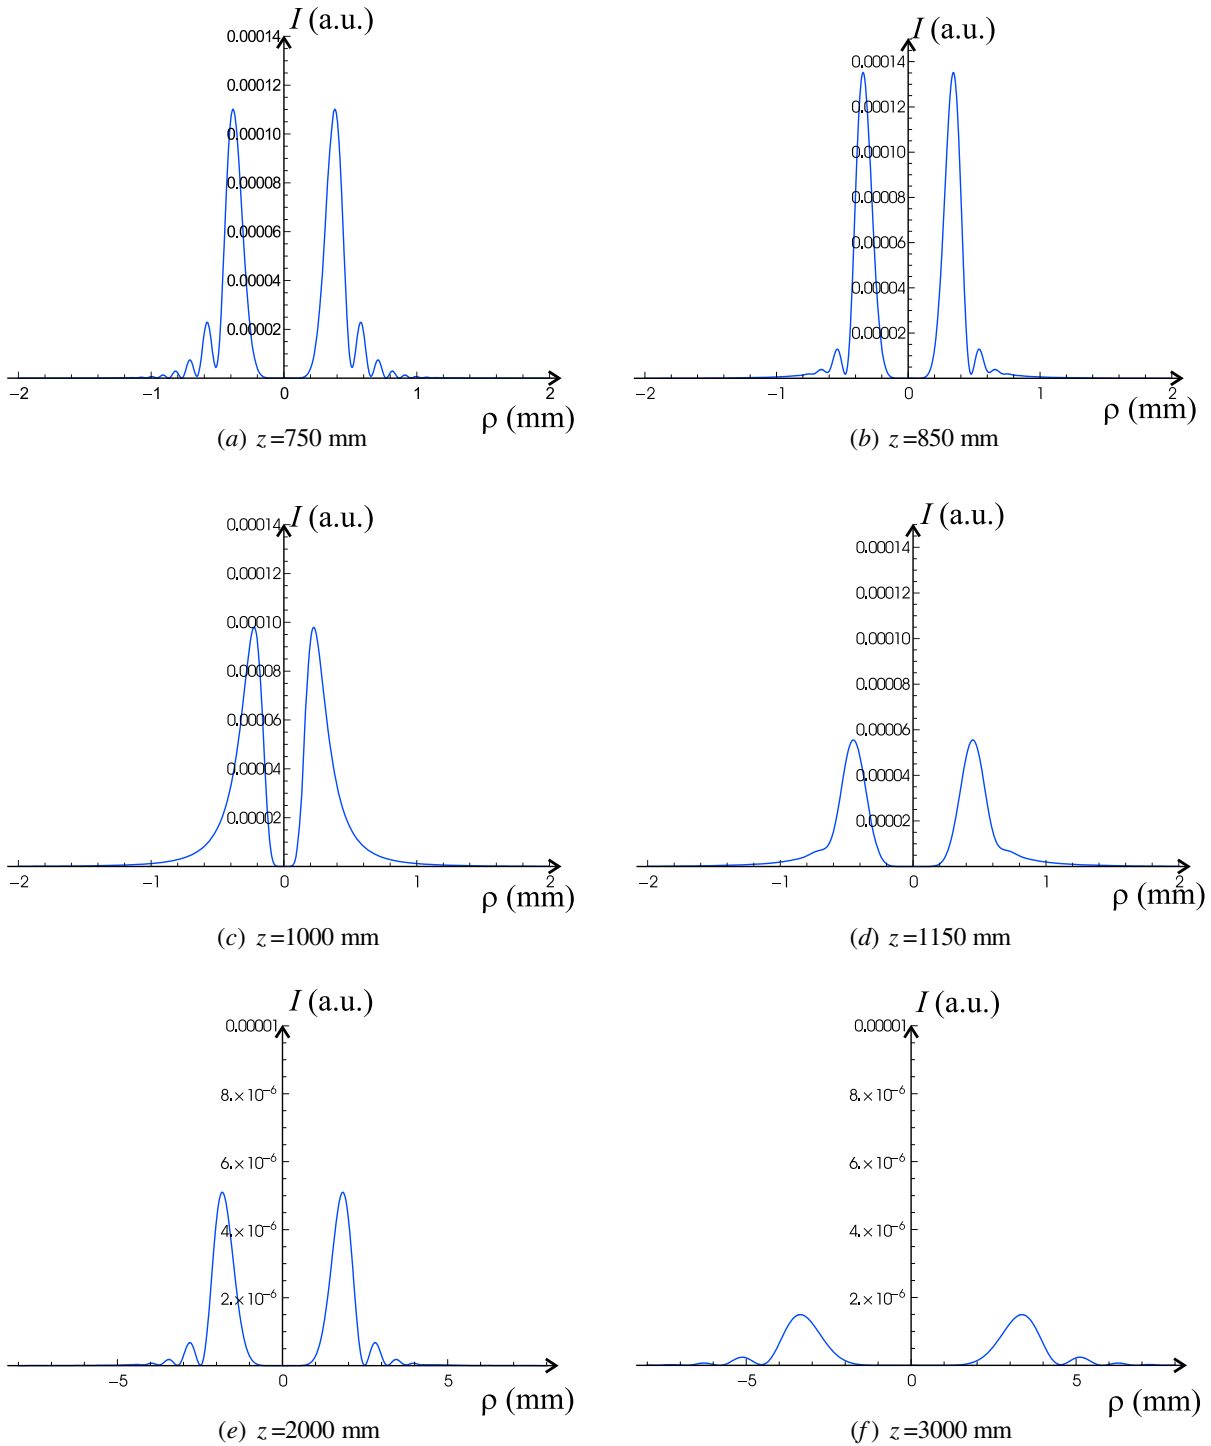 I (a.u.)
0.00014
0.00012
0.00010
0.00008
0.00006
0.00004
0.00002
−2 −1 0 1 2
ρ (mm)
(a) z=750 mm
I (a.u.)
0.00014
0.00012
0.00010
0.00008
0.00006
0.00004
0.00002
−2 −1 0 1 2
ρ (mm)
(b) z=850 mm
I (a.u.)
0.00014
0.00012
0.00010
0.00008
0.00006
0.00004
0.00002
−2 −1 0 1 2
ρ (mm)
(c) z=1000 mm
I (a.u.)
0.00014
0.00012
0.00010
0.00008
0.00006
0.00004
0.00002
−2 −1 0 1 2
ρ (mm)
(d) z=1150 mm
I (a.u.)
0.00001
8.×10⁻⁶
6.×10⁻⁶
4.×10⁻⁶
2.×10⁻⁶
−5 0 5
ρ (mm)
(e) z=2000 mm
I (a.u.)
0.00001
8.×10⁻⁶
6.×10⁻⁶
4.×10⁻⁶
2.×10⁻⁶
−5 0 5
ρ (mm)
(f) z=3000 mm